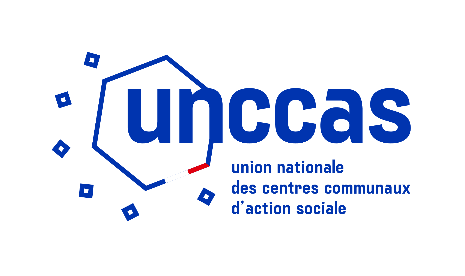 unccas
union nationale
des centres communaux
d'action sociale